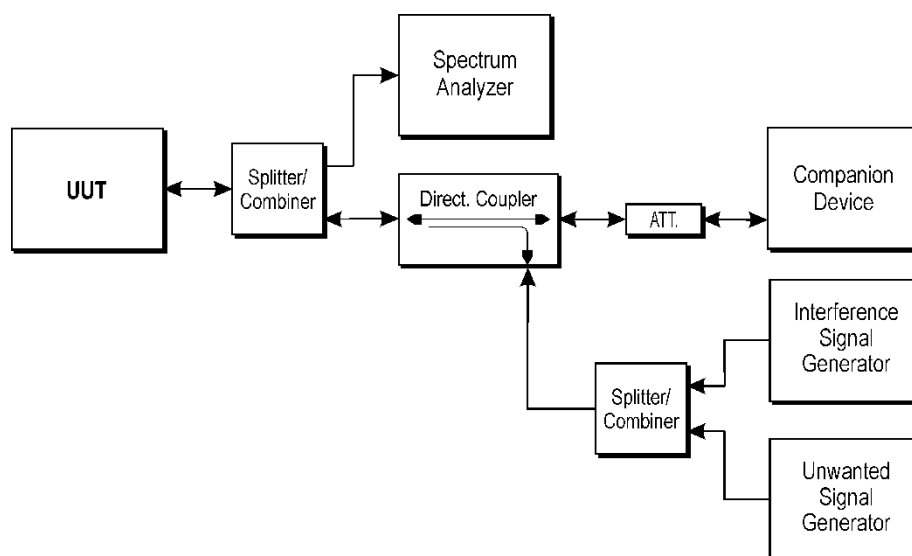 Spectrum
Analyzer
UUT
Splitter/
Combiner
Direct. Coupler
ATT.
Companion
Device
Interference
Signal
Generator
Splitter/
Combiner
Unwanted
Signal
Generator